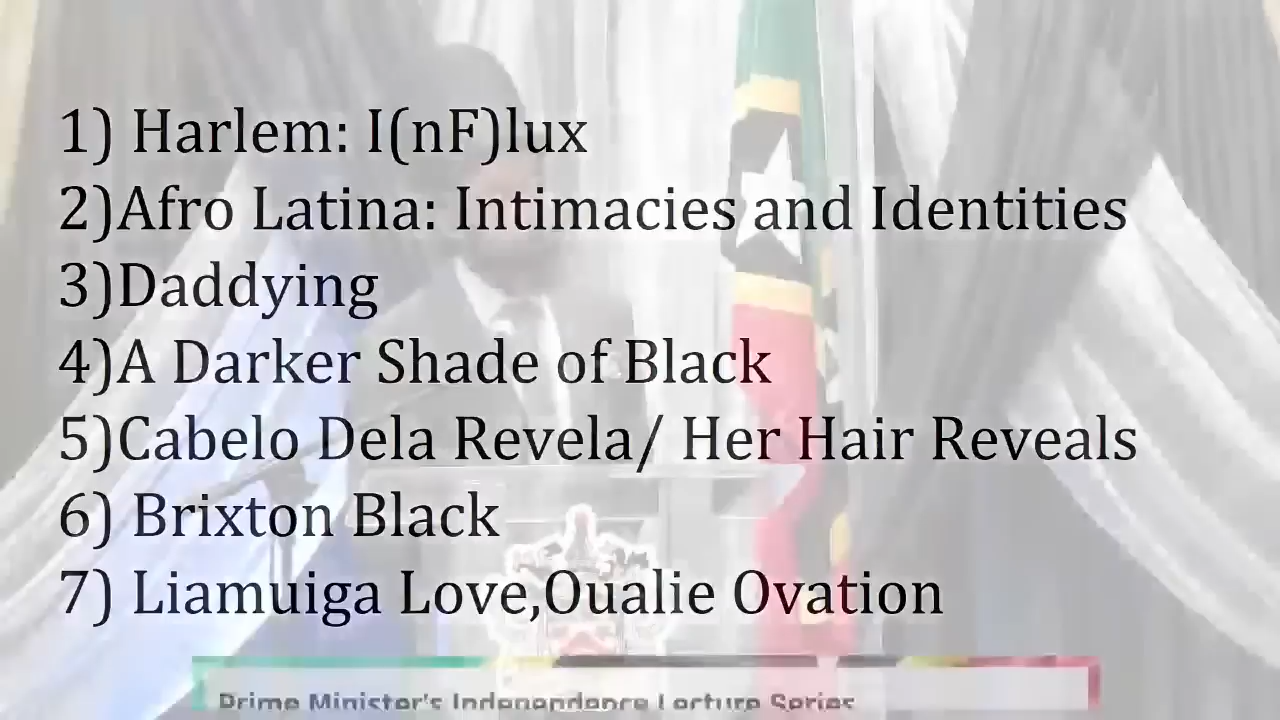 1) Harlem: I(nF)lux
2)Afro Latina: Intimacies and Identities
3)Daddying
4)A Darker Shade of Black
5)Cabelo Dela Revela/ Her Hair Reveals
6) Brixton Black
7) Liamuiga Love,Oualie Ovation
Prime Minister's Independence Lecture Series